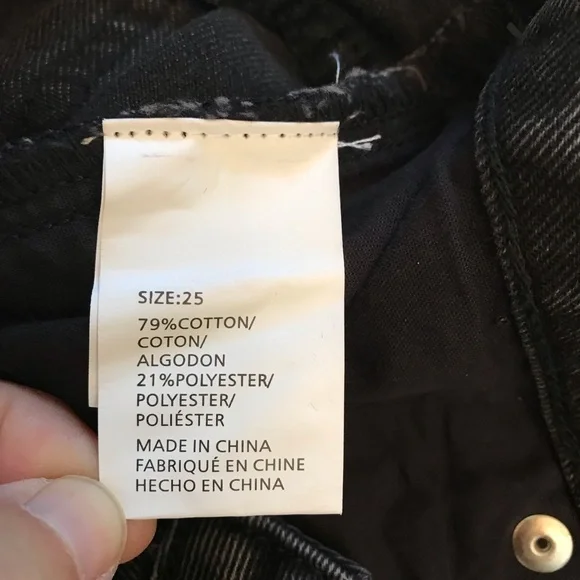 SIZE:25
79%COTTON/
COTON/
ALGODON
21%POLYESTER/
POLYESTER/
POLIÉSTER
MADE IN CHINA
FABRIQUÉ EN CHINE
HECHO EN CHINA